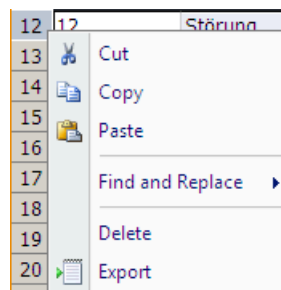 12 12 Störung
13 Cut
14 Copy
15 Paste
16
17 Find and Replace
18
19 Delete
20 Export